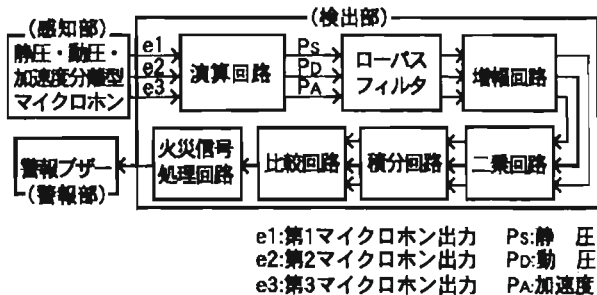 (感知部)
(検出部)
静圧・動圧・
加速度分離型
マイクロホン
e1
e2
e3
演算回路
PS
PD
PA
ローパス
フィルタ
増幅回路
警報ブザー
(警報部)
火災信号
処理回路
比較回路
積分回路
二乗回路
e1:第1マイクロホン出力 PS:静 圧
e2:第2マイクロホン出力 PD:動 圧
e3:第3マイクロホン出力 PA:加速度